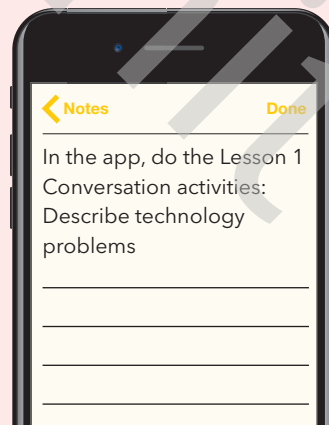 Notes Done
In the app, do the Lesson 1
Conversation activities:
Describe technology
problems